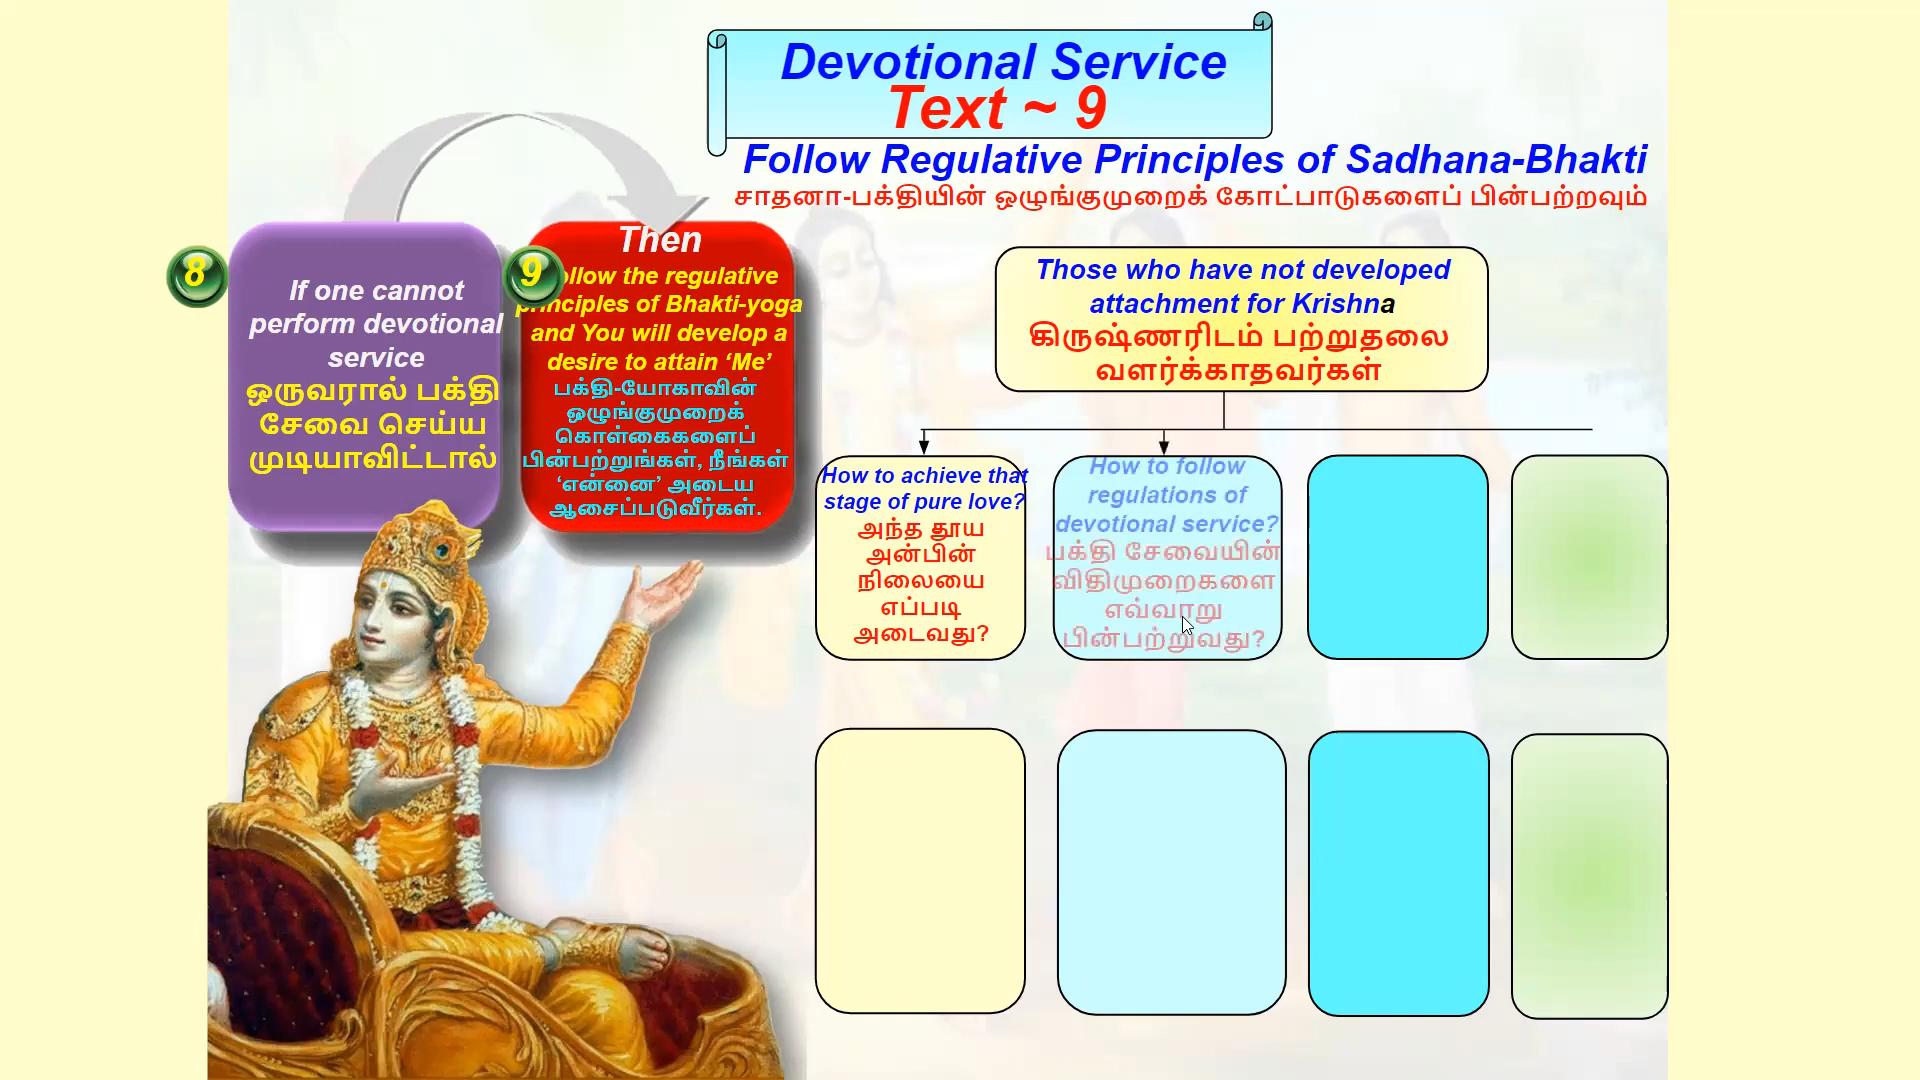 Devotional Service
Text ~ 9
Follow Regulative Principles of Sadhana-Bhakti
சாதனா-பக்தியின் ஒழுங்குமுறைக் கோட்பாடுகளைப் பின்பற்றவும்
8
If one cannot
perform devotional
service
ஒருவரால் பக்தி
சேவை செய்ய
முடியாவிட்டால்
9
Then
ollow the regulative
principles of Bhakti-yoga
and You will develop a
desire to attain ‘Me’
பக்தி-யோகாவின்
ஒழுங்குமுறைக்
கொள்கைகளைப்
பின்பற்றுங்கள், நீங்கள்
‘என்னை’ அடைய
ஆசைப்படுவீர்கள்.
Those who have not developed
attachment for Krishna
கிருஷ்ணரிடம் பற்றுதலை
வளர்க்காதவர்கள்
How to achieve that
stage of pure love?
அந்த தூய
அன்பின்
நிலையை
எப்படி
அடைவது?
How to follow
regulations of
devotional service?
பக்தி சேவையின்
விதிமுறைகளை
எவ்வாறு
பின்பற்றுவது?